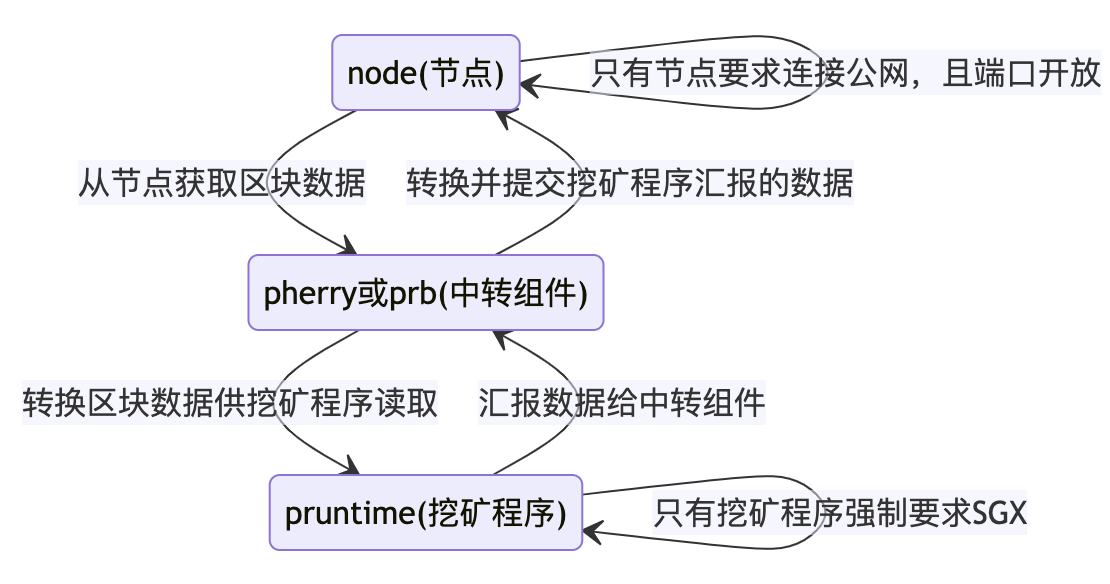 node(节点)
只有节点要求连接公网，且端口开放
从节点获取区块数据
转换并提交挖矿程序汇报的数据
pherry或prb(中转组件)
转换区块数据供挖矿程序读取
汇报数据给中转组件
pruntime(挖矿程序)
只有挖矿程序强制要求SGX